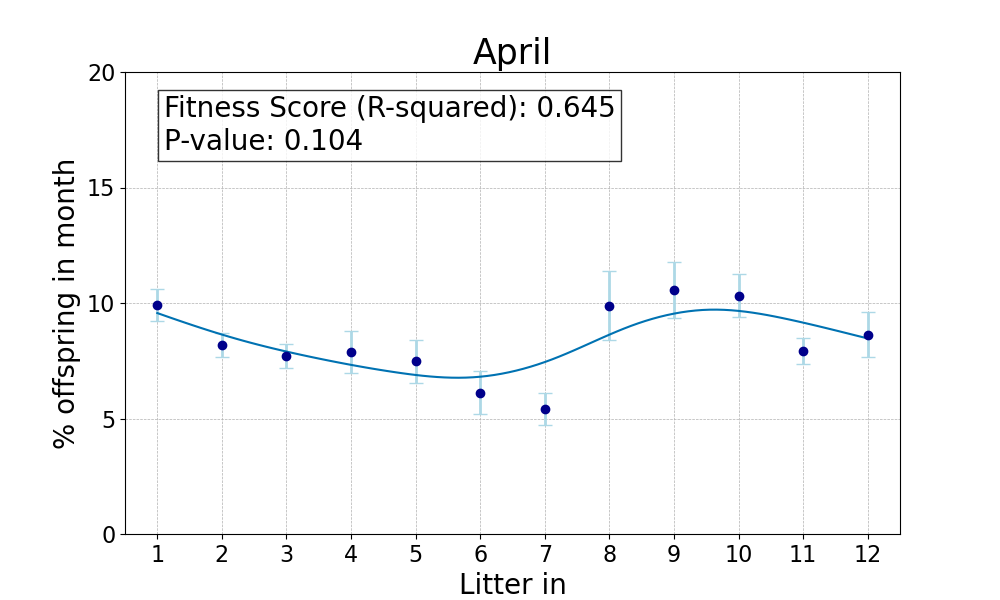 April
Fitness Score (R-squared): 0.645
P-value: 0.104
% offspring in month
20
15
10
5
0
1 2 3 4 5 6 7 8 9 10 11 12
Litter in